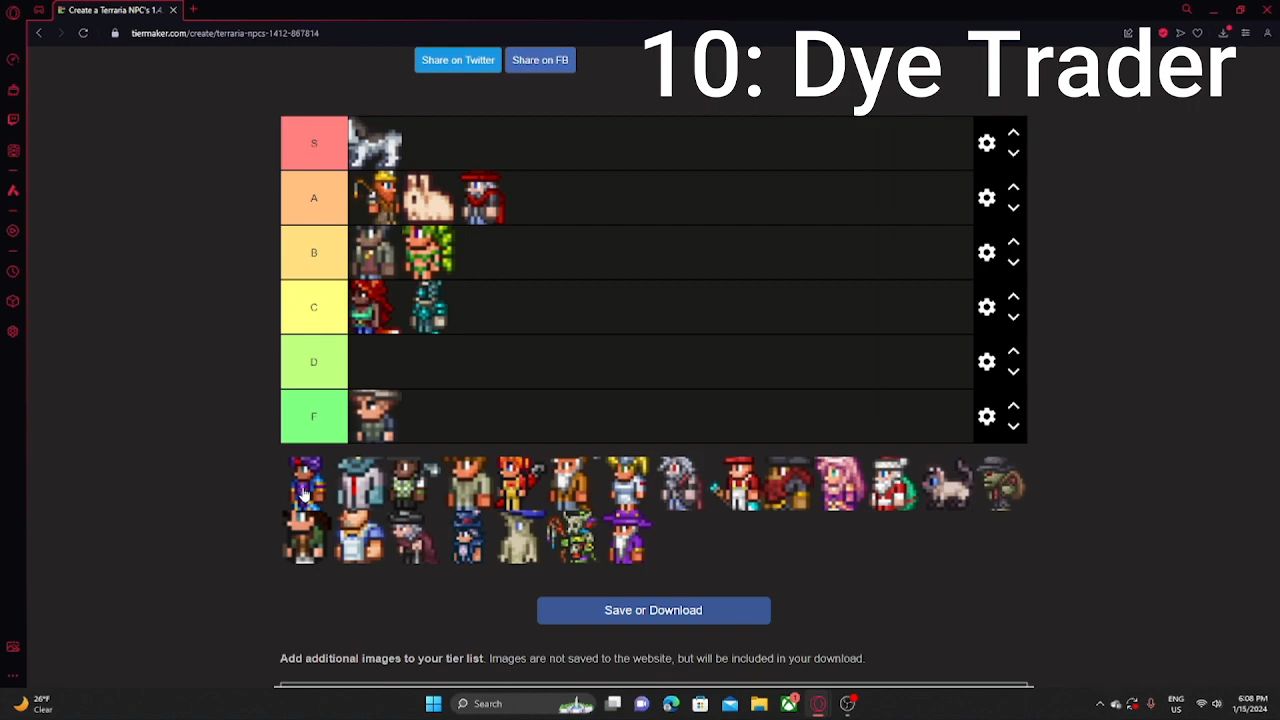 Create a Terraria NPC's 1.4.
tiermaker.com/create/terraria-npcs-1412-867814
10: Dye Trader
Share on Twitter
Share on FB
S
A
B
C
D
F
Save or Download
Add additional images to your tier list. Images are not saved to the website, but will be included in your download.
26°F
Clear
Search
1
ENG
US
6:08 PM
1/15/2024